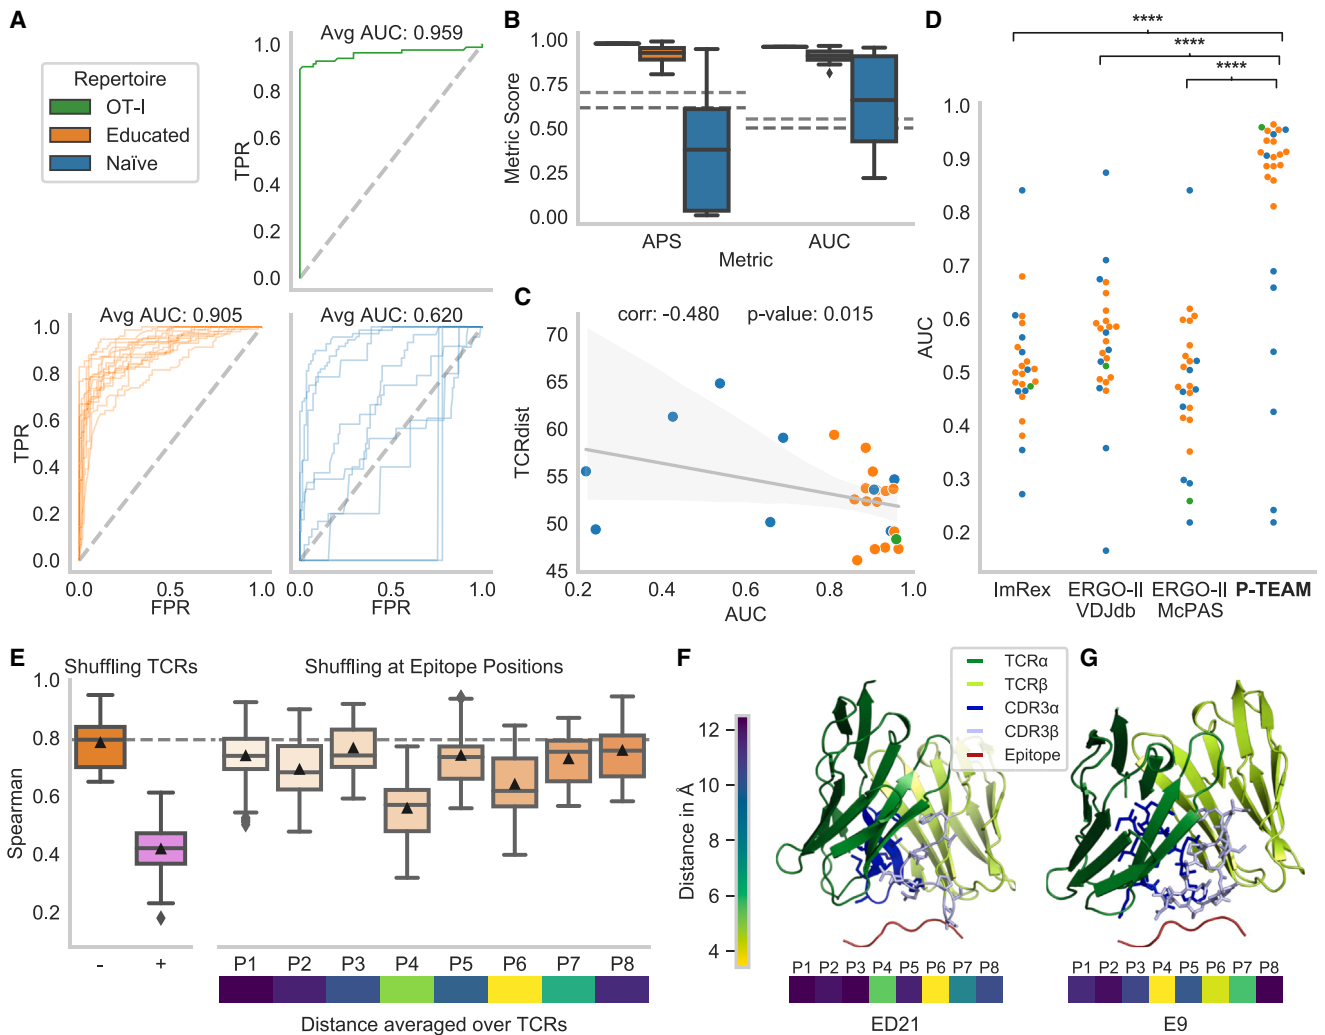 A
Repertoire
OT-I
Educated
Naïve
Avg AUC: 0.959
TPR
1.0
0.8
0.6
0.4
0.2
0.0
Avg AUC: 0.905
TPR
1.0
0.8
0.6
0.4
0.2
0.0
0.0
0.5
1.0
FPR
Avg AUC: 0.620
0.0
0.5
1.0
FPR
B
Metric Score
1.00
0.75
0.50
0.25
0.00
APS
AUC
Metric
C
corr: -0.480
p-value: 0.015
TCRdist
70
65
60
55
50
45
0.2
0.4
0.6
0.8
1.0
AUC
D
****
****
****
AUC
1.0
0.9
0.8
0.7
0.6
0.5
0.4
0.3
0.2
ImRex
ERGO-II
VDJdb
ERGO-II
McPAS
P-TEAM
E
Shuffling TCRs
Shuffling at Epitope Positions
Spearman
1.0
0.8
0.6
0.4
0.2
-
+
P1
P2
P3
P4
P5
P6
P7
P8
Distance averaged over TCRs
F
TCRα
TCRβ
CDR3α
CDR3β
Epitope
Distance in Å
12
10
8
6
4
P1 P2 P3 P4 P5 P6 P7 P8
ED21
G
P1 P2 P3 P4 P5 P6 P7 P8
E9